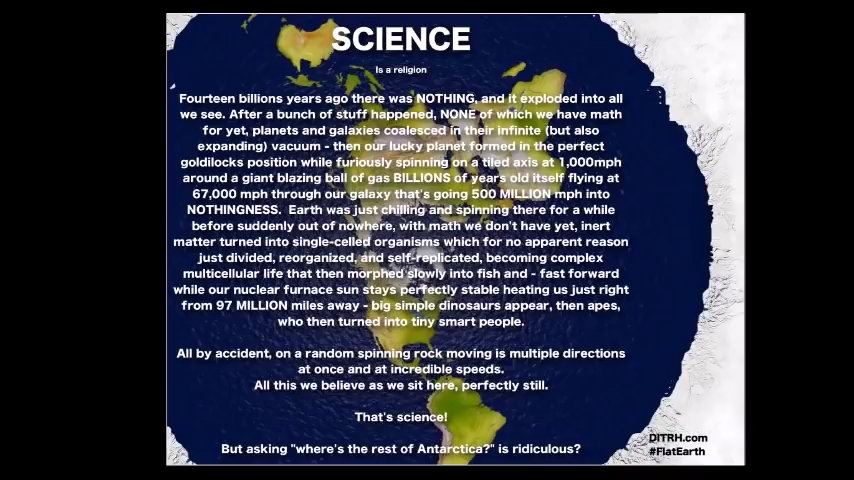 SCIENCE
Is a religion
Fourteen billions years ago there was NOTHING, and it exploded into all
we see. After a bunch of stuff happened, NONE of which we have math
for yet, planets and galaxies coalesced in their infinite (but also
expanding) vacuum - then our lucky planet formed in the perfect
goldilocks position while furiously spinning on a tiled axis at 1,000mph
around a giant blazing ball of gas BILLIONS of years old itself flying at
67,000 mph through our galaxy that's going 500 MILLION mph into
NOTHINGNESS. Earth was just chilling and spinning there for a while
before suddenly out of nowhere, with math we don't have yet, inert
matter turned into single-celled organisms which for no apparent reason
just divided, reorganized, and self-replicated, becoming complex
multicellular life that then morphed slowly into fish and - fast forward
while our nuclear furnace sun stays perfectly stable heating us just right
from 97 MILLION miles away - big simple dinosaurs appear, then apes,
who then turned into tiny smart people.
All by accident, on a random spinning rock moving is multiple directions
at once and at incredible speeds.
All this we believe as we sit here, perfectly still.
That's science!
But asking "where's the rest of Antarctica?" is ridiculous?
DITRH.com
#FlatEarth